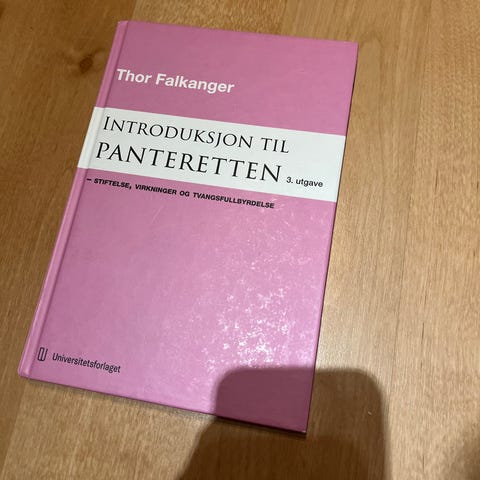 Thor Falkanger
INTRODUKSJON TIL
PANTERETTEN 3. utgave
– STIFTELSE, VIRKNINGER OG TVANGSFULLBYRDELSE
Universitetsforlaget